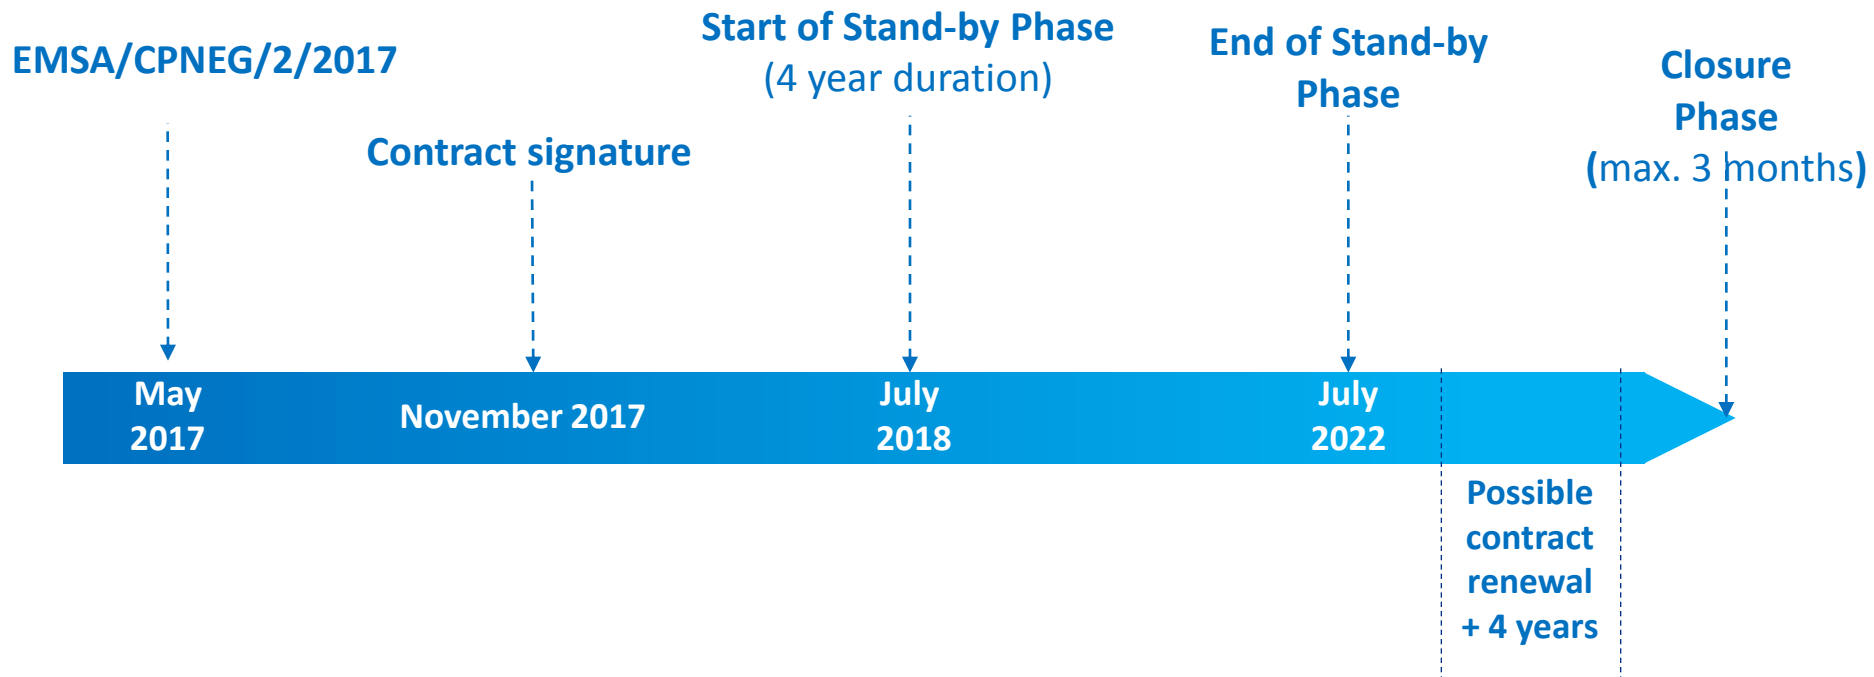 EMSA/CPNEG/2/2017
Contract signature
Start of Stand-by Phase
(4 year duration)
End of Stand-by
Phase
Closure
Phase
(max. 3 months)
May
2017
November 2017
July
2018
July
2022
Possible
contract
renewal
+ 4 years